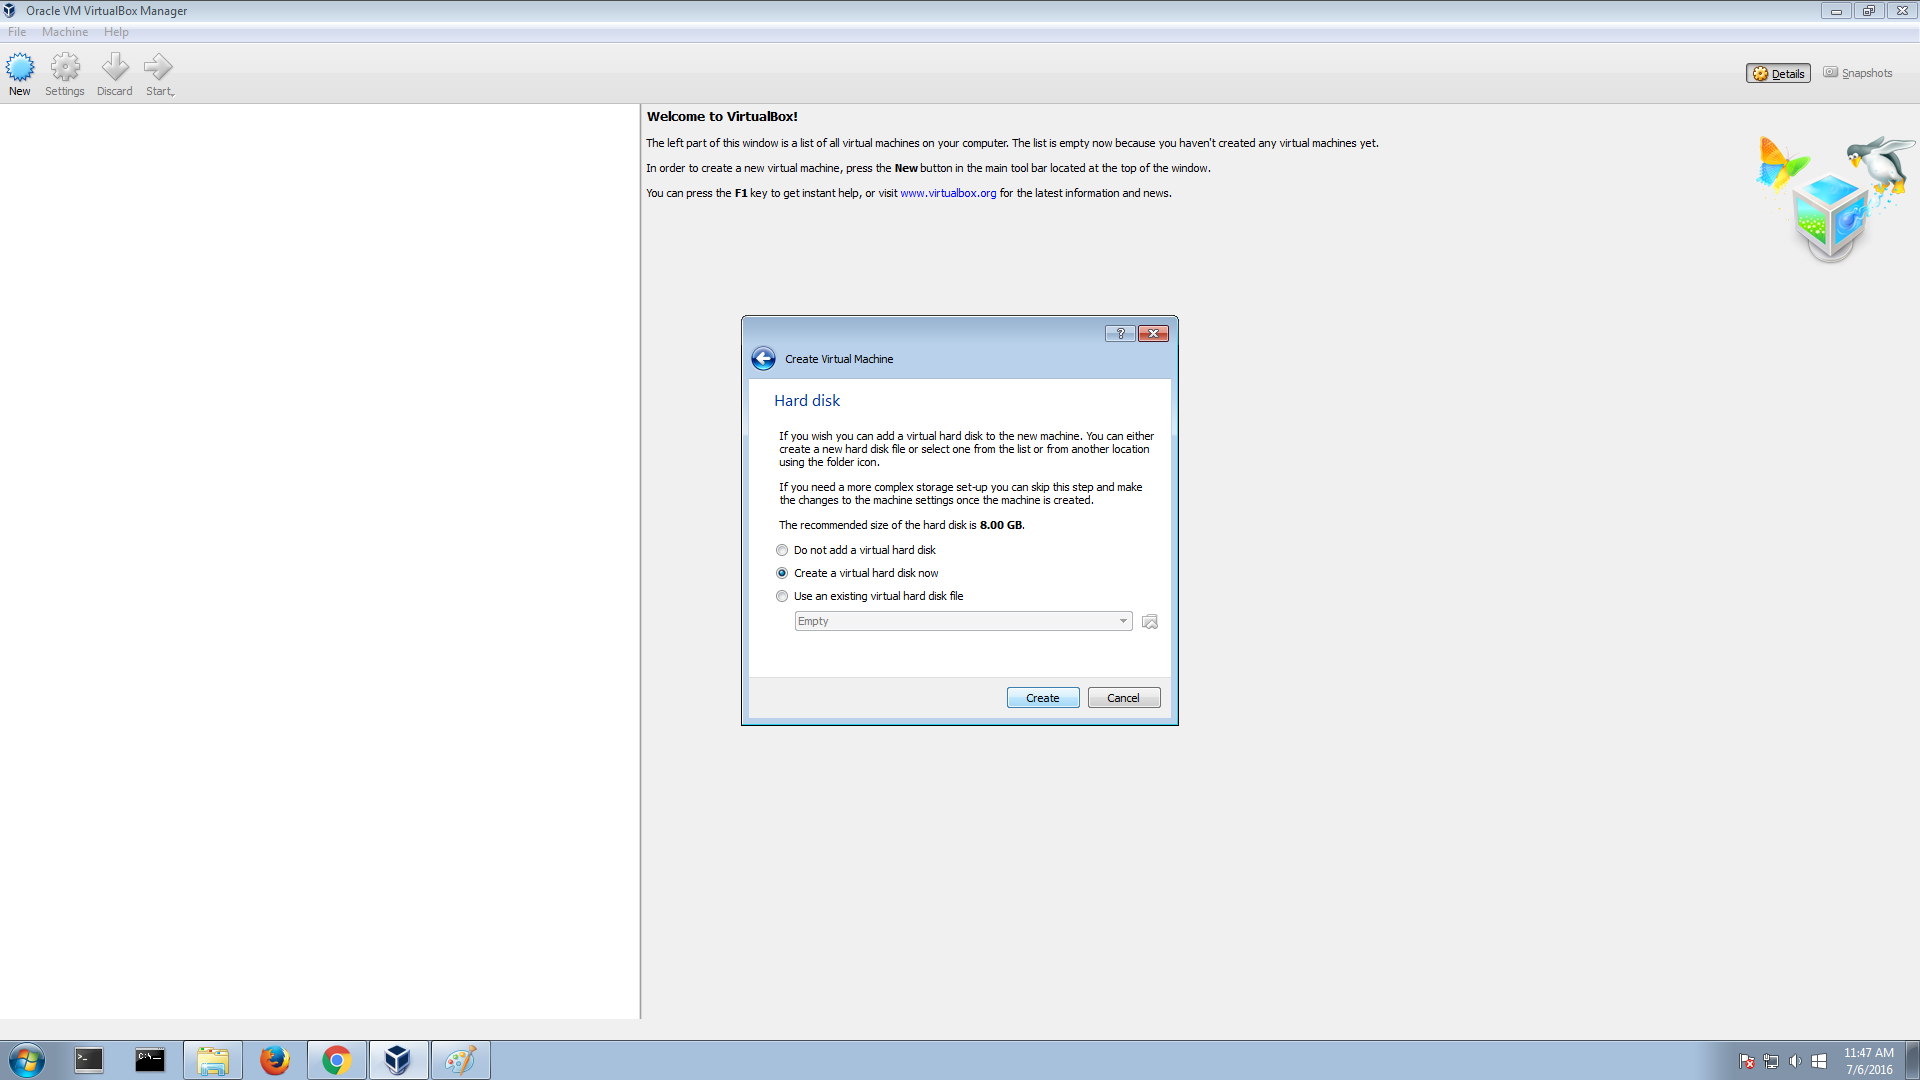 Oracle VM VirtualBox Manager
File Machine Help
New Settings Discard Start
Details Snapshots
Welcome to VirtualBox!
The left part of this window is a list of all virtual machines on your computer. The list is empty now because you haven't created any virtual machines yet.
In order to create a new virtual machine, press the New button in the main tool bar located at the top of the window.
You can press the F1 key to get instant help, or visit www.virtualbox.org for the latest information and news.
?
Create Virtual Machine
Hard disk
If you wish you can add a virtual hard disk to the new machine. You can either
create a new hard disk file or select one from the list or from another location
using the folder icon.
If you need a more complex storage set-up you can skip this step and make
the changes to the machine settings once the machine is created.
The recommended size of the hard disk is 8.00 GB.
Do not add a virtual hard disk
Create a virtual hard disk now
Use an existing virtual hard disk file
Empty
Create Cancel
11:47 AM
7/6/2016